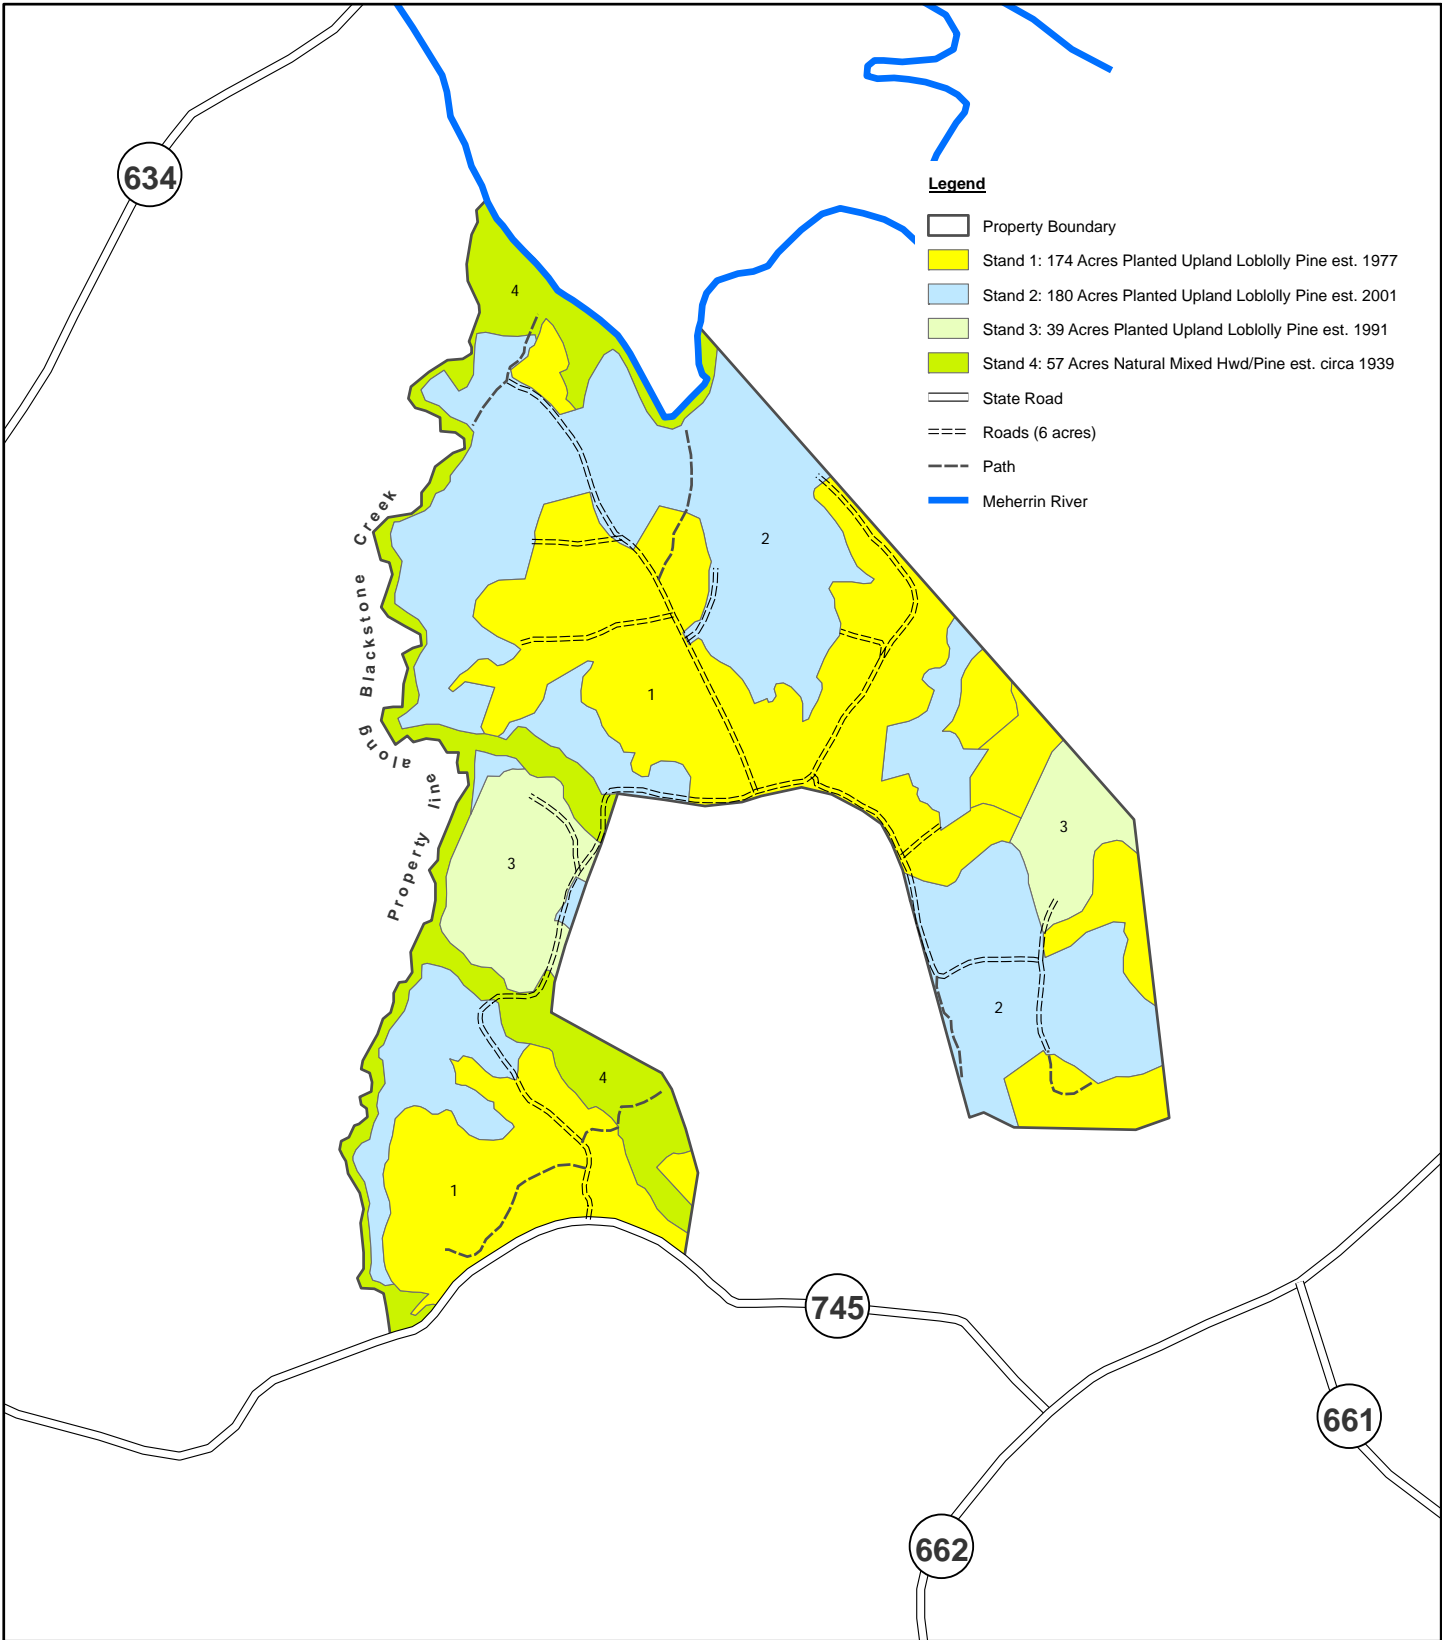 634
Legend
Property Boundary
Stand 1: 174 Acres Planted Upland Loblolly Pine est. 1977
Stand 2: 180 Acres Planted Upland Loblolly Pine est. 2001
Stand 3: 39 Acres Planted Upland Loblolly Pine est. 1991
Stand 4: 57 Acres Natural Mixed Hwd/Pine est. circa 1939
State Road
Roads (6 acres)
Path
Meherrin River
4
2
1
3
3
2
4
1
Property line along Blackstone Creek
745
661
662